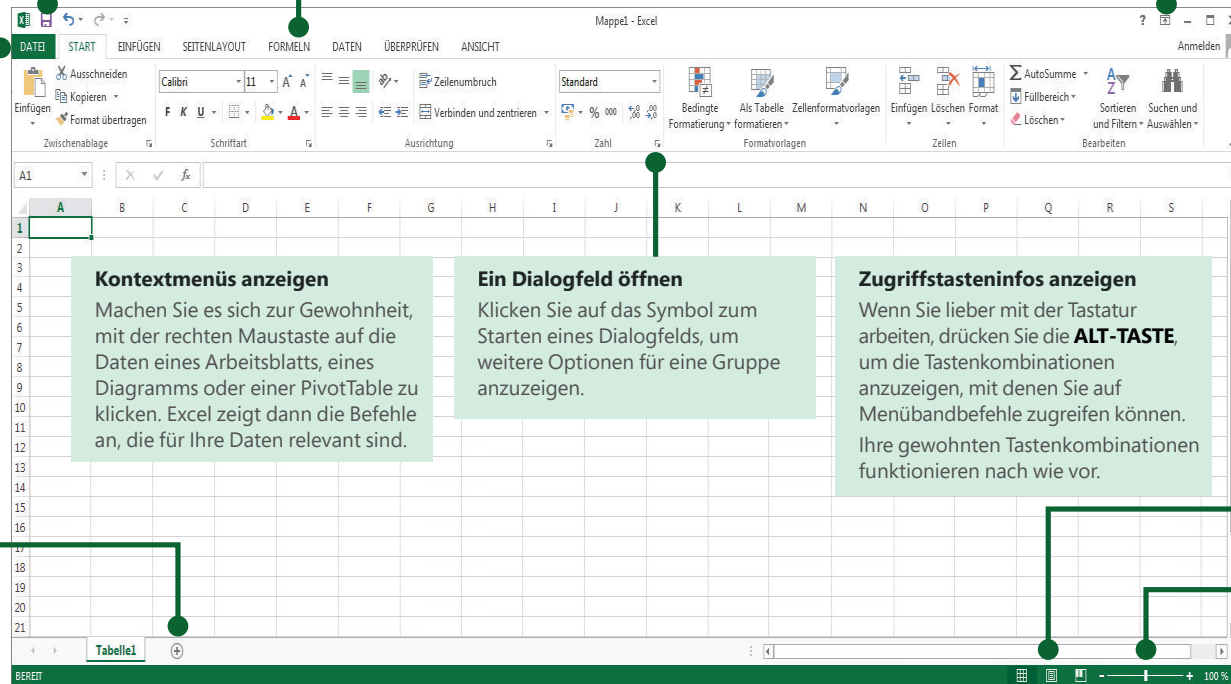 Mappe1 - Excel
?
DATEI START EINFÜGEN SEITENLAYOUT FORMELN DATEN ÜBERPRÜFEN ANSICHT Anmelden
Einfügen
Ausschneiden
Kopieren
Format übertragen
Zwischenablage
Calibri 11 A A
F K U A
Schriftart
Zeilenumbruch
Verbinden und zentrieren
Ausrichtung
Standard
% 000 ,00 ,00
Zahl
Bedingte
Formatierung
Als Tabelle
formatieren
Zellenformatvorlagen
Formatvorlagen
Einfügen Löschen Format
Zellen
AutoSumme
Füllbereich
Löschen
Sortieren
und Filtern
Suchen und
Auswählen
Bearbeiten
A1 fx
A B C D E F G H I J K L M N O P Q R S
1
2
3
4
5
6
7
8
9
10
11
12
13
14
15
16
17
18
19
20
21
Kontextmenüs anzeigen
Machen Sie es sich zur Gewohnheit,
mit der rechten Maustaste auf die
Daten eines Arbeitsblatts, eines
Diagramms oder einer PivotTable zu
klicken. Excel zeigt dann die Befehle
an, die für Ihre Daten relevant sind.
Ein Dialogfeld öffnen
Klicken Sie auf das Symbol zum
Starten eines Dialogfelds, um
weitere Optionen für eine Gruppe
anzuzeigen.
Zugriffstasteninfos anzeigen
Wenn Sie lieber mit der Tastatur
arbeiten, drücken Sie die ALT-TASTE,
um die Tastenkombinationen
anzuzeigen, mit denen Sie auf
Menübandbefehle zugreifen können.
Ihre gewohnten Tastenkombinationen
funktionieren nach wie vor.
Tabelle1
BEREIT 100 %